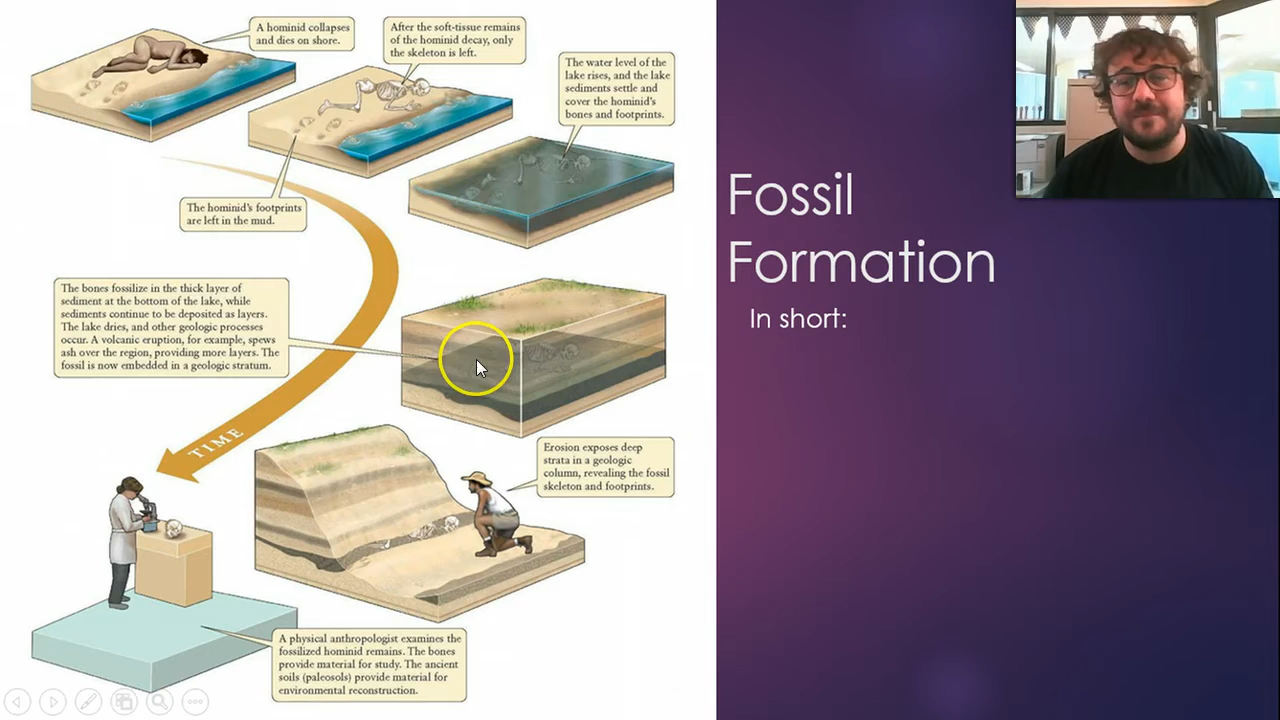 A hominid collapses
and dies on shore.
After the soft-tissue remains
of the hominid decay, only
the skeleton is left.
The water level of the
lake rises, and the lake
sediments settle and
cover the hominid's
bones and footprints.
The hominid's footprints
are left in the mud.
The bones fossilize in the thick layer of
sediment at the bottom of the lake, while
sediments continue to be deposited as layers.
The lake dries, and other geologic processes
occur. A volcanic eruption, for example, spews
ash over the region, providing more layers. The
fossil is now embedded in a geologic stratum.
TIME
Erosion exposes deep
strata in a geologic
column, revealing the fossil
skeleton and footprints.
A physical anthropologist examines the
fossilized hominid remains. The bones
provide material for study. The ancient
soils (paleosols) provide material for
environmental reconstruction.
Fossil
Formation
In short: